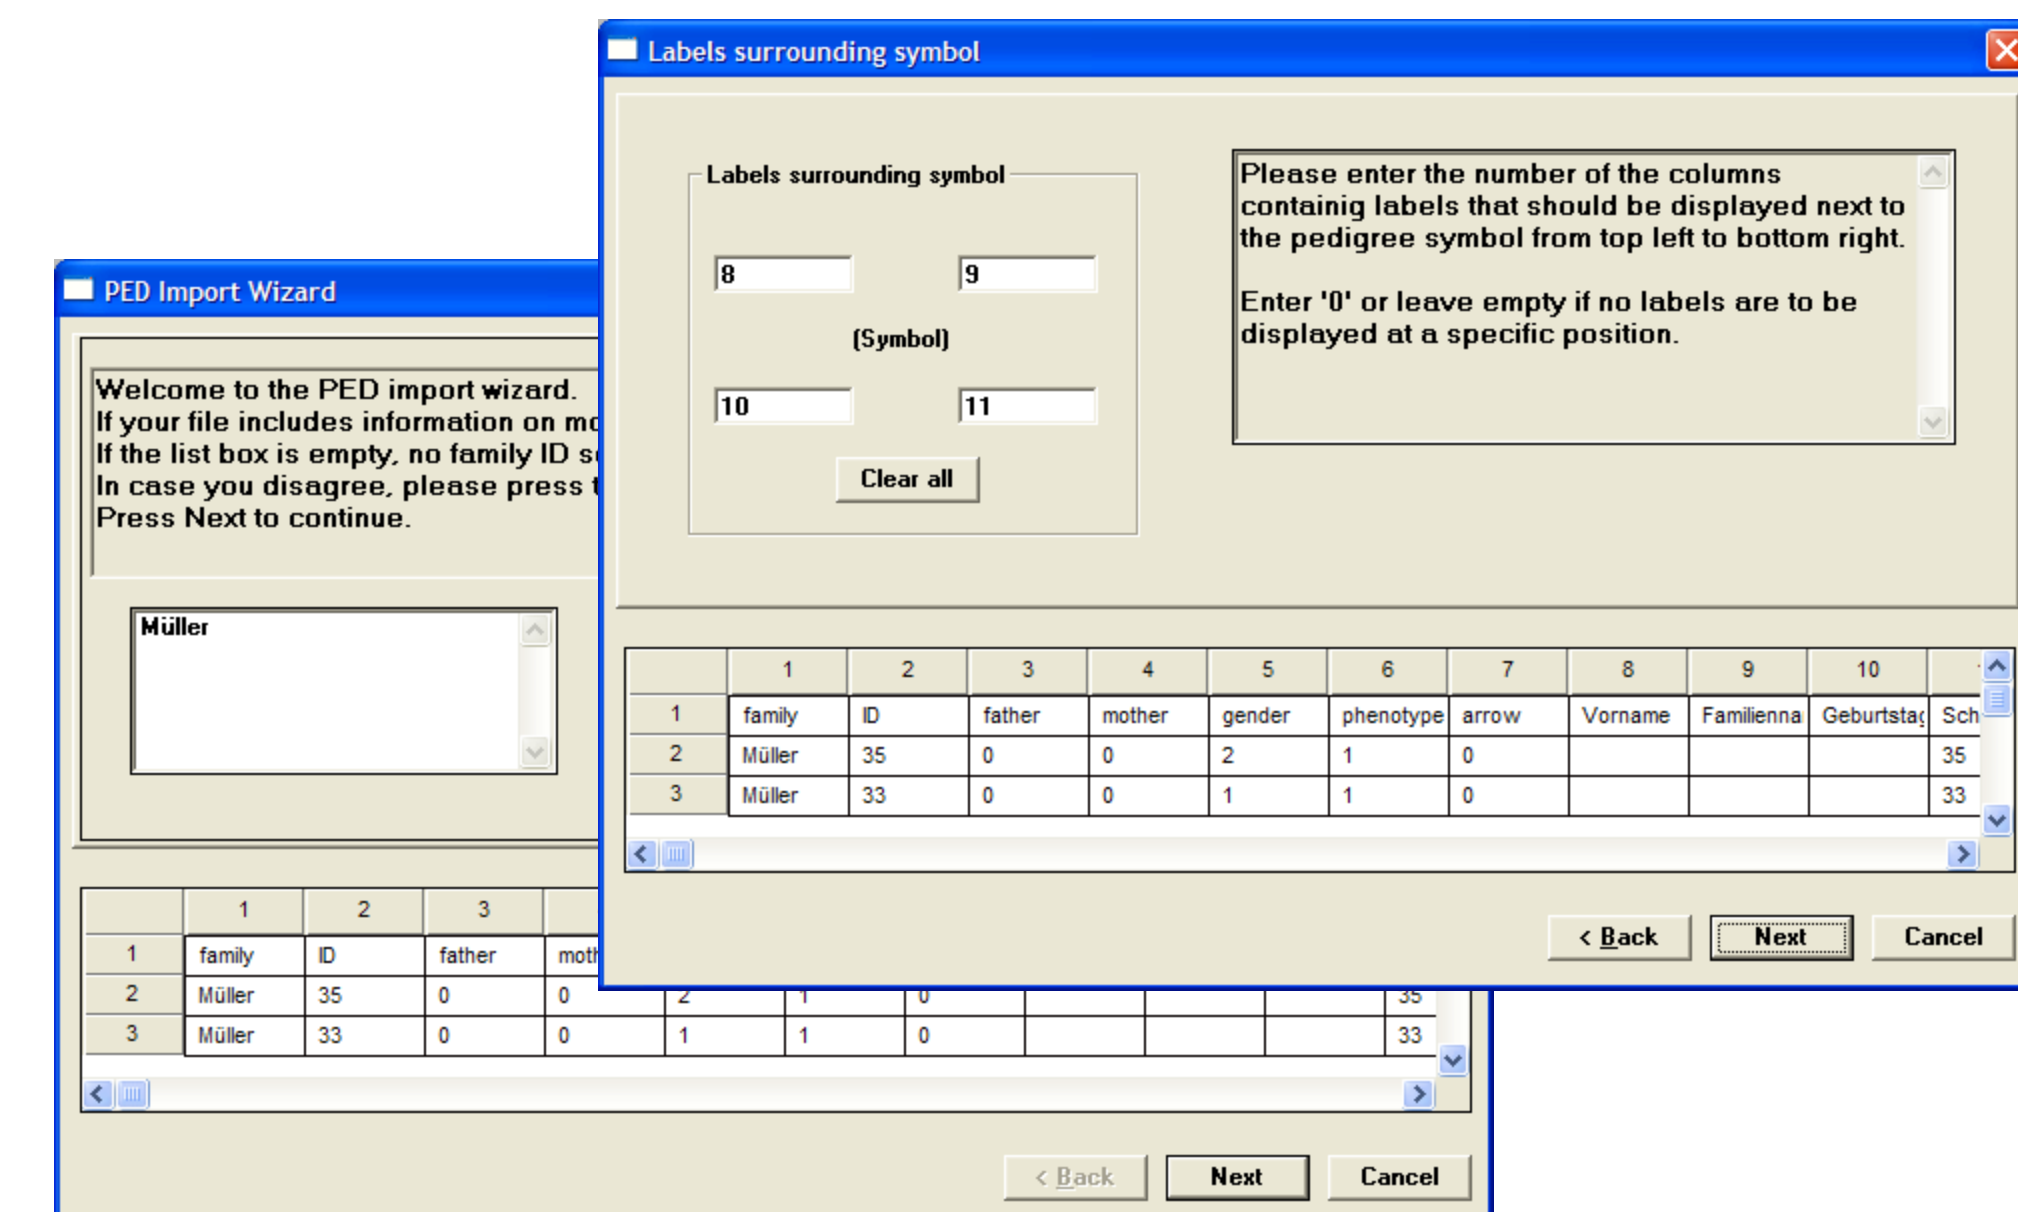 Labels surrounding symbol
Labels surrounding symbol
8 9
(Symbol)
10 11
Clear all
Please enter the number of the columns
containig labels that should be displayed next to
the pedigree symbol from top left to bottom right.
Enter '0' or leave empty if no labels are to be
displayed at a specific position.
1 2 3 4 5 6 7 8 9 10
1 family ID father mother gender phenotype arrow Vorname Familienna Geburtstag Sch
2 Müller 35 0 0 2 1 0 35
3 Müller 33 0 0 1 1 0 33
< Back Next Cancel
PED Import Wizard
Welcome to the PED import wizard.
If your file includes information on mo
If the list box is empty, no family ID s
In case you disagree, please press t
Press Next to continue.
Müller
1 2 3
1 family ID father moth
2 Müller 35 0 0 2 1 0 35
3 Müller 33 0 0 1 1 0 33
< Back Next Cancel